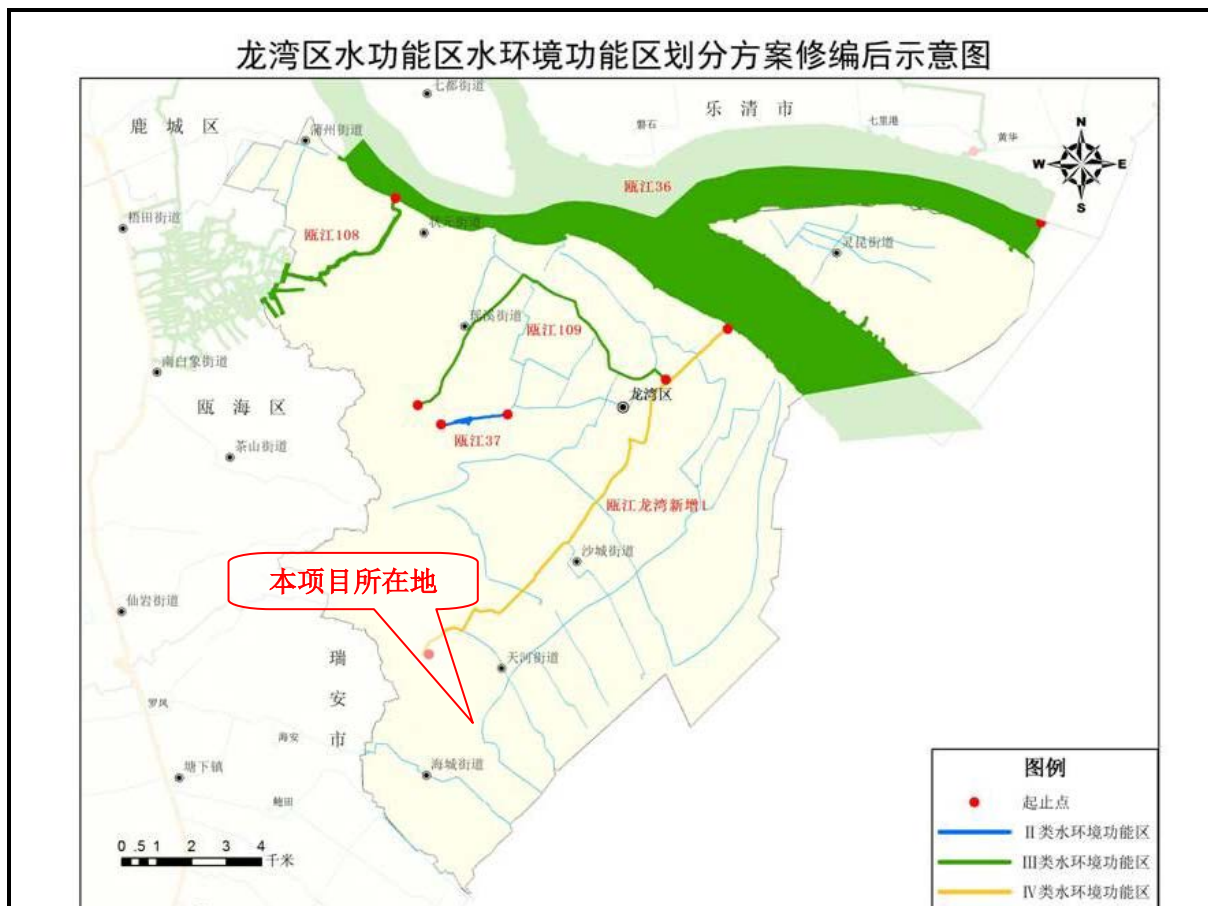 龙湾区水功能区水环境功能区划分方案修编后示意图
七都街道
乐清市
鹿城区
蒲州街道
磐石
七里港
黄华
N
W
E
S
瓯江36
梧田街道
瓯江108
状元街道
灵昆街道
瑶溪街道
瓯江109
南白象街道
龙湾区
瓯海区
瓯江37
茶山街道
瓯江龙湾新增1
沙城街道
本项目所在地
仙岩街道
瑞安市
天河街道
罗凤
海安
海城街道
塘下镇
鲍田
图例
起止点
II类水环境功能区
III类水环境功能区
IV类水环境功能区
0 .5 1 2 3 4
千米